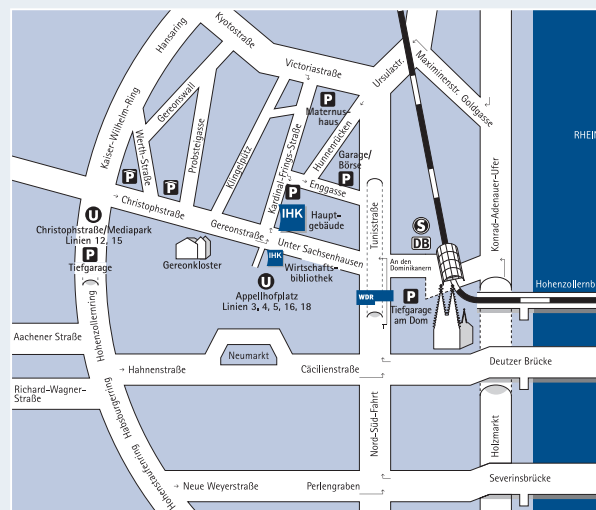 Hansaring
Kyotostraße
Victoriastraße
Ursulastr.
Maximinenstr.
Goldgasse
Kaiser-Wilhelm-Ring
Gereonswall
Werth-Straße
Probsteigasse
Klingelpütz
Kardinal-Frings-Straße
P
Maternus-
haus
Hunnenrücken
Garage/
Börse
P
Enggasse
P
P
P
Christophstraße
Gereonstraße
IHK
Haupt-
gebäude
Unter Sachsenhausen
Tunisstraße
Konrad-Adenauer-Ufer
RHEIN
S
DB
U
Christophstraße/Mediapark
Linien 12, 15
P
Tiefgarage
Gereonkloster
IHK
Wirtschafts-
bibliothek
An den
Dominikanern
U
Appellhofplatz
Linien 3, 4, 5, 16, 18
WDR
P
Tiefgarage
am Dom
Hohenzollernb
Hohenzollernring
Aachener Straße
Neumarkt
Hahnenstraße
Cäcilienstraße
Deutzer Brücke
Richard-Wagner-
Straße
Habsburgerring
Nord-Süd-Fahrt
Holzmarkt
Hohenstaufenring
Neue Weyerstraße
Perlengraben
Severinsbrücke